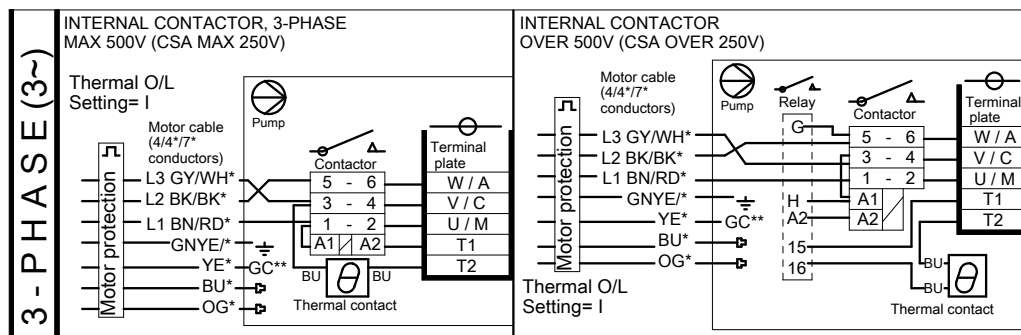 3 - P H A S E (3~)
INTERNAL CONTACTOR, 3-PHASE
MAX 500V (CSA MAX 250V)
Thermal O/L
Setting= I
Motor cable
(4/4*/7*
conductors)
Motor protection
L3 GY/WH*
L2 BK/BK*
L1 BN/RD*
GNYE/*
YE*
GC**
BU*
OG*
Pump
Contactor
5 - 6
3 - 4
1 - 2
A1 A2
BU
BU
Thermal contact
Terminal
plate
W / A
V / C
U / M
T1
T2
INTERNAL CONTACTOR
OVER 500V (CSA OVER 250V)
Motor cable
(4/4*/7*
conductors)
Motor protection
L3 GY/WH*
L2 BK/BK*
L1 BN/RD*
GNYE/*
YE*
GC**
BU*
OG*
Thermal O/L
Setting= I
Pump
Relay
G
H
A2
15
16
Contactor
5 - 6
3 - 4
1 - 2
A1
A2
Terminal
plate
W / A
V / C
U / M
T1
T2
BU
BU
Thermal contact